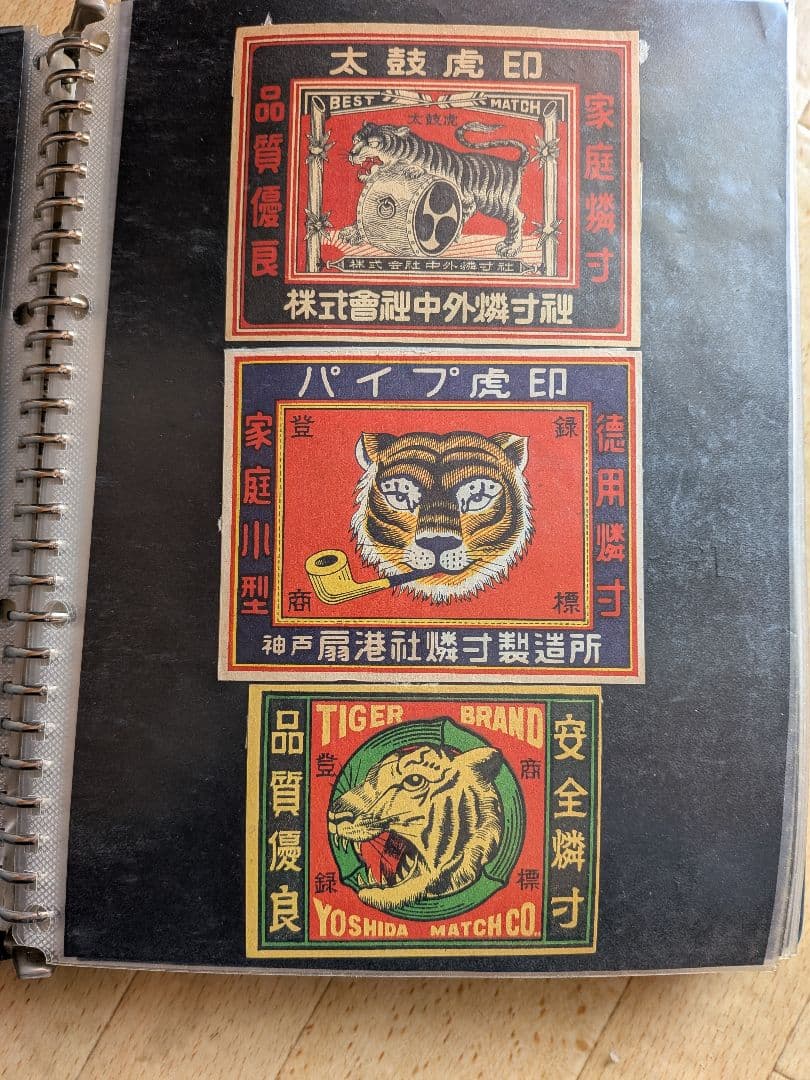 太鼓虎印
品質優良
家庭燐寸
BEST MATCH
太鼓虎
株式会社中外燐寸社
株式會社中外燐寸社
パイプ虎印
家庭小型
徳用燐寸
登録
商標
神戸扇港社燐寸製造所
品質優良
安全燐寸
TIGER BRAND
登商
録標
YOSHIDA MATCH CO.,